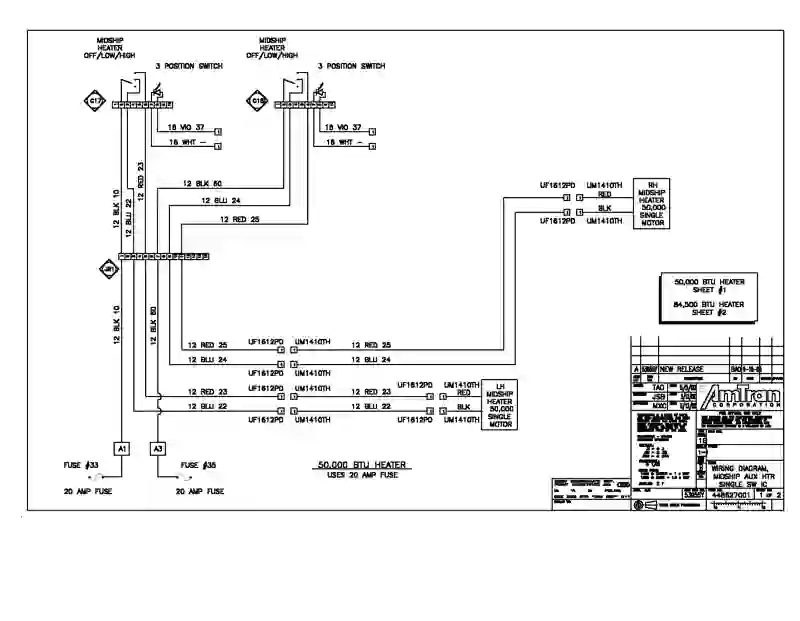 MIDSHIP
HEATER
OFF/LOW/HIGH
3 POSITION SWITCH
C17
18 VIO 37
18 WHT -
MIDSHIP
HEATER
OFF/LOW/HIGH
3 POSITION SWITCH
C18
18 VIO 37
18 WHT -
12 BLK 10
12 BLU 22
12 RED 23
12 BLK 60
12 BLU 24
12 RED 25
UF1612PD UM1410TH
RED
BLK
UF1612PD UM1410TH
RH
MIDSHIP
HEATER
50,000
SINGLE
MOTOR
12 BLK 10
12 BLK 60
50,000 BTU HEATER
SHEET #1
84,500 BTU HEATER
SHEET #2
12 RED 25 UF1612PD UM1410TH 12 RED 25
12 BLU 24 12 BLU 24
UF1612PD UM1410TH
12 RED 23 UF1612PD UM1410TH 12 RED 23 UF1612PD UM1410TH
RED
12 BLU 22 12 BLU 22 BLK
UF1612PD UM1410TH UF1612PD UM1410TH
LH
MIDSHIP
HEATER
50,000
SINGLE
MOTOR
A1 A3
FUSE #33 FUSE #35
20 AMP FUSE 20 AMP FUSE
50,000 BTU HEATER
USES 20 AMP FUSE
NEW RELEASE
TAO
JSB
AmTran
CORPORATION
WIRING DIAGRAM,
MIDSHIP AUX HTR
SINGLE SW IC
448627001 1 OF 2